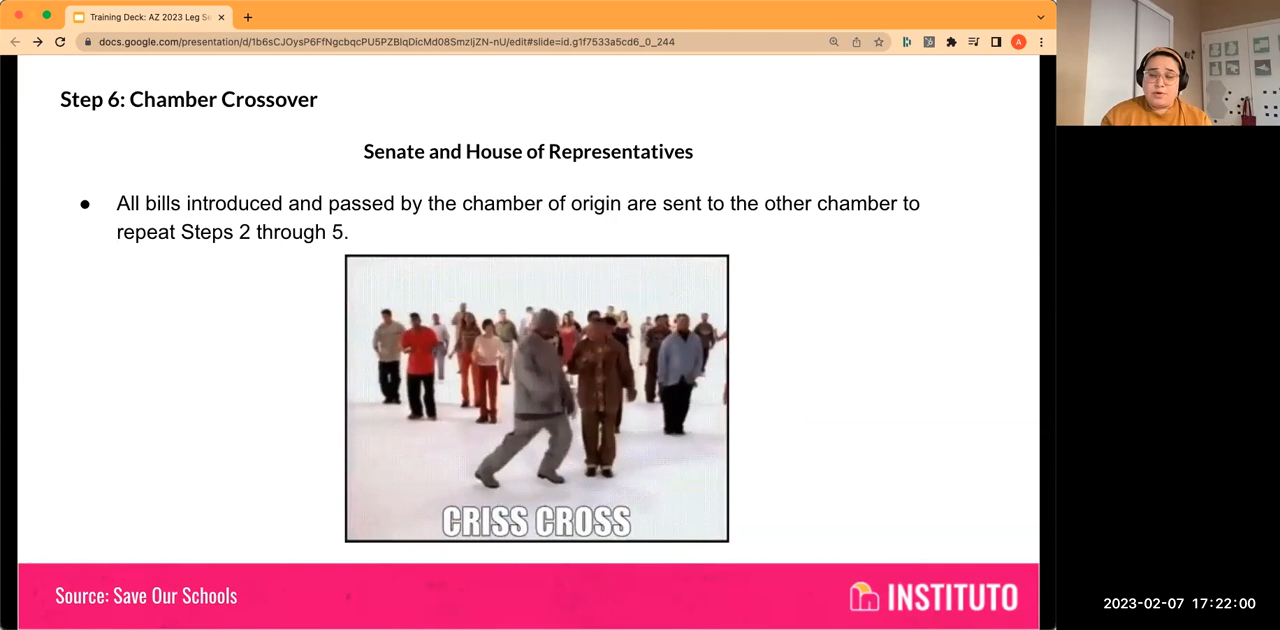 Training Deck: AZ 2023 Leg Se
docs.google.com/presentation/d/1b6sCJOysP6FfNgcbqcPU5PZBlqDicMd08SmzIjZN-nU/edit#slide=id.g1f7533a5cd6_0_244
A
Step 6: Chamber Crossover
Senate and House of Representatives
● All bills introduced and passed by the chamber of origin are sent to the other chamber to
repeat Steps 2 through 5.
CRISS CROSS
Source: Save Our Schools
INSTITUTO
2023-02-07 17:22:00